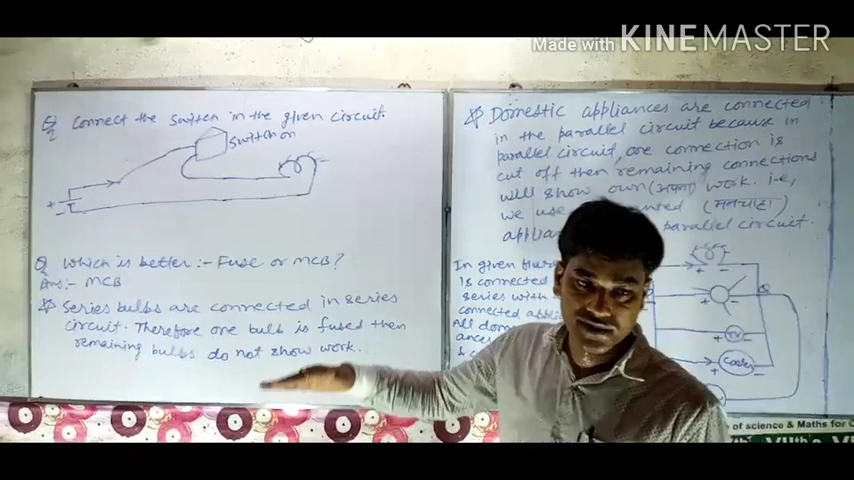 Made with KINEMASTER
Q Connect the Switch in the given circuit.
Switch on
+
-
Q Which is better:- Fuse or MCB?
Ans:- MCB
Series bulbs are connected in series
circuit. Therefore one bulb is fused then
remaining bulbs do not show work.
Domestic appliances are connected
in the parallel circuit because in
parallel circuit, one connection is
cut off then remaining connections
will show own (अपना) work. i.e,
we use (मनचाहा)
parallel circuit.
In given
is connected
series with
connected
All
+ -
+ -
TV
-
Cooler
-
of science & Maths for
VIIth